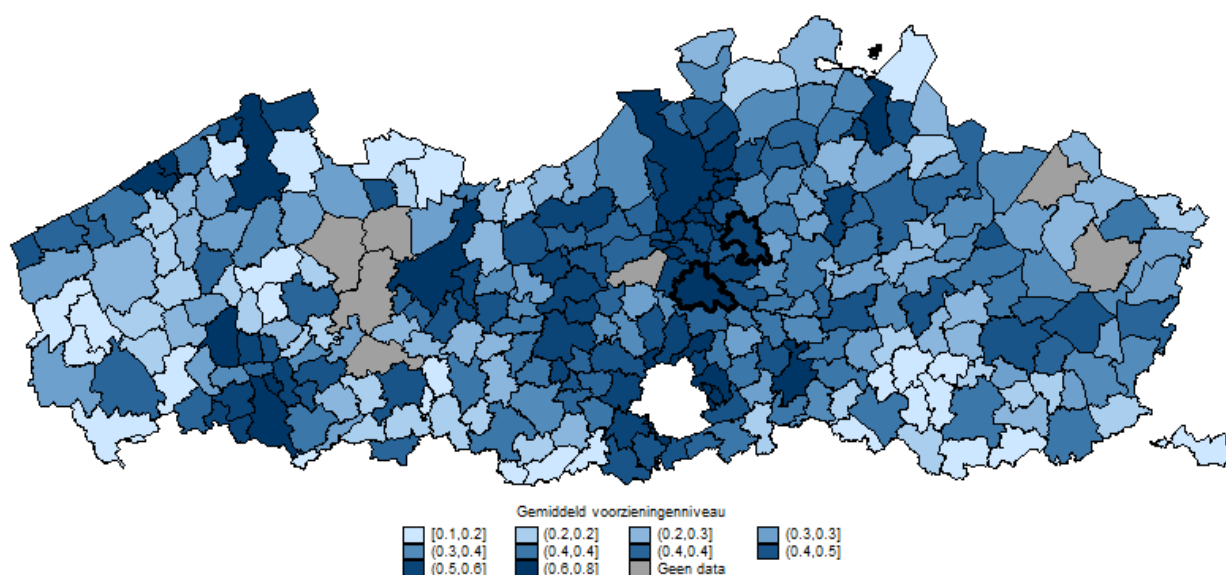 Gemiddeld voorzieningenniveau
[0.1,0.2] (0.2,0.2] (0.2,0.3] (0.3,0.3]
(0.3,0.4] (0.4,0.4] (0.4,0.4] (0.4,0.5]
(0.5,0.6] (0.6,0.8] Geen data